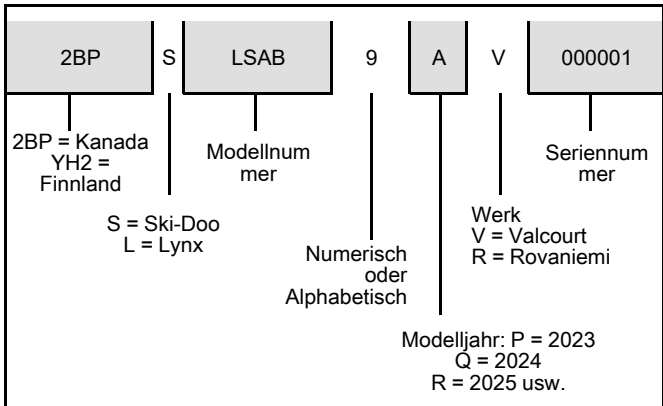 2BP S LSAB 9 A V 000001
2BP = Kanada
YH2 =
Finnland
Modellnum
mer
Seriennum
mer
S = Ski-Doo
L = Lynx
Werk
V = Valcourt
R = Rovaniemi
Numerisch
oder
Alphabetisch
Modelljahr: P = 2023
Q = 2024
R = 2025 usw.